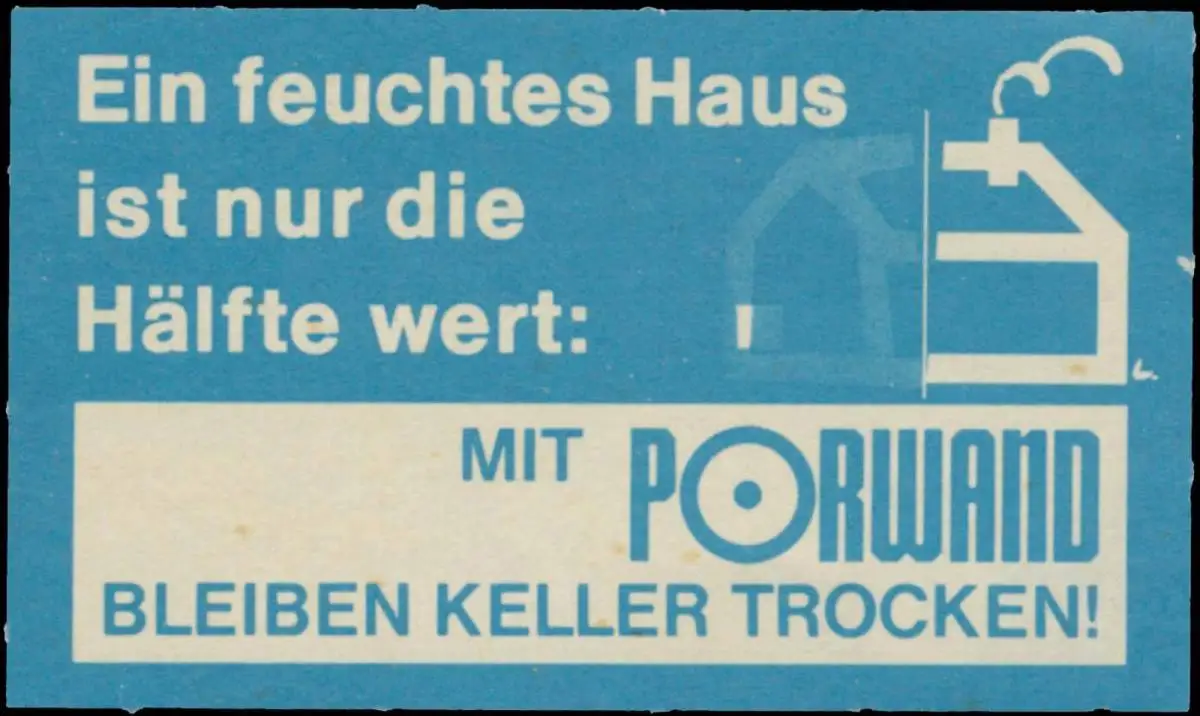 Ein feuchtes Haus
ist nur die
Hälfte wert:
L.
MIT PORWAND
BLEIBEN KELLER TROCKEN!